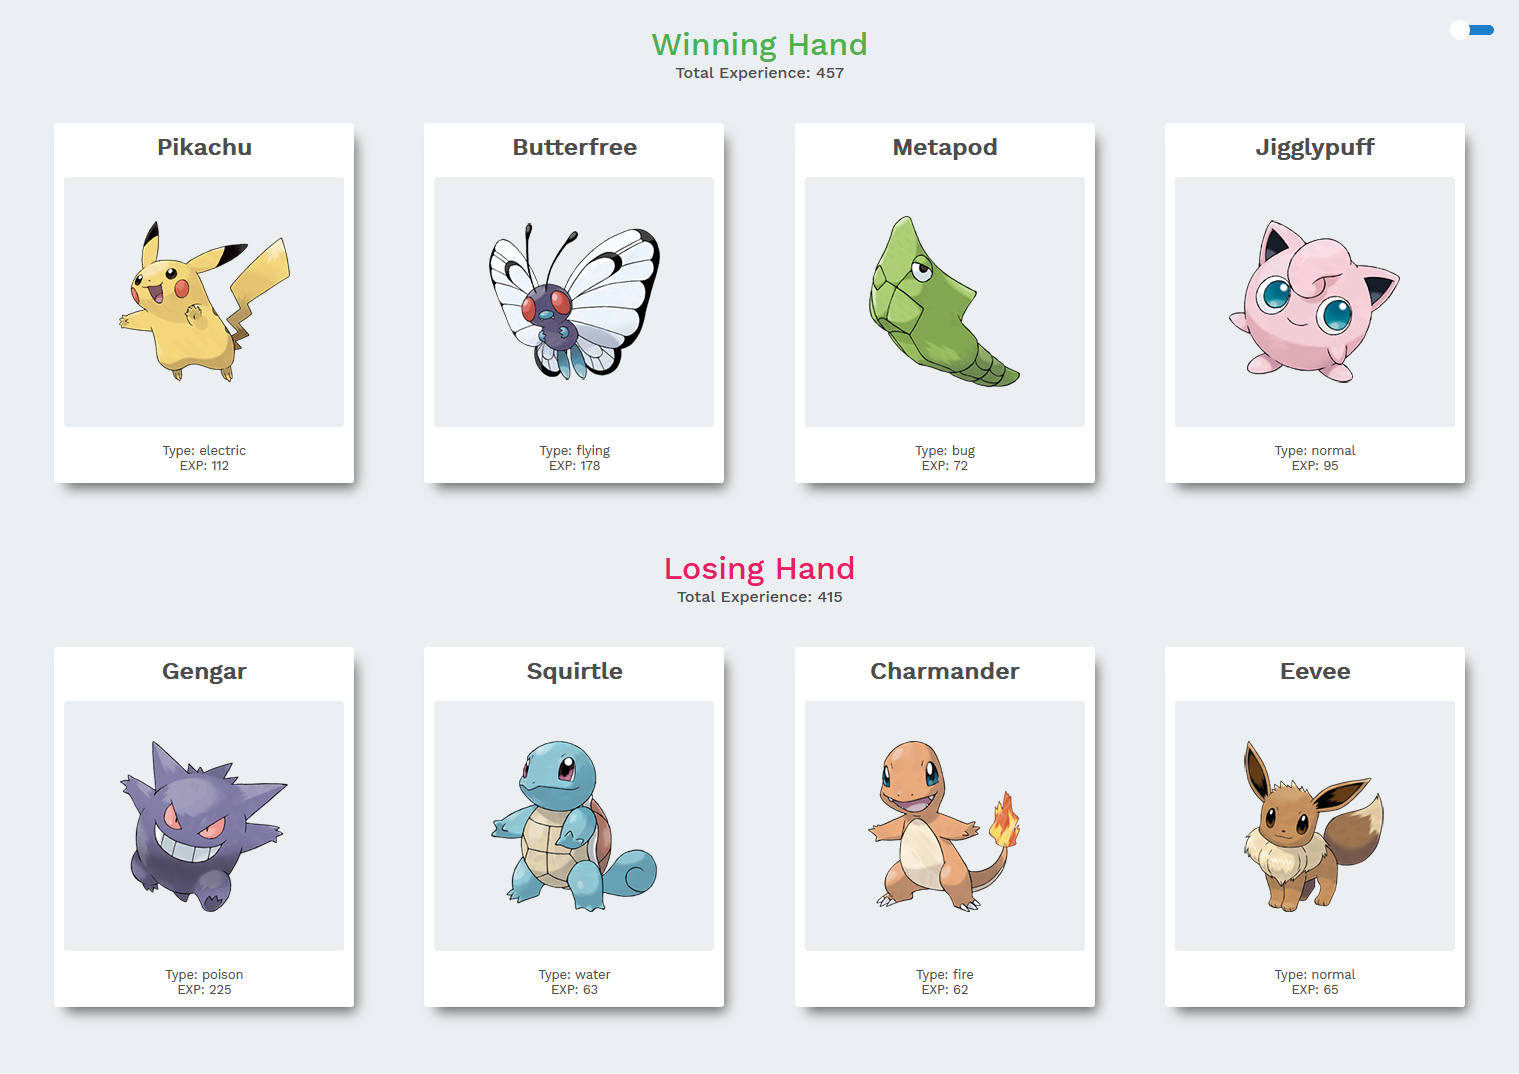 Winning Hand
Total Experience: 457
Pikachu
Type: electric
EXP: 112
Butterfree
Type: flying
EXP: 178
Metapod
Type: bug
EXP: 72
Jigglypuff
Type: normal
EXP: 95
Losing Hand
Total Experience: 415
Gengar
Type: poison
EXP: 225
Squirtle
Type: water
EXP: 63
Charmander
Type: fire
EXP: 62
Eevee
Type: normal
EXP: 65